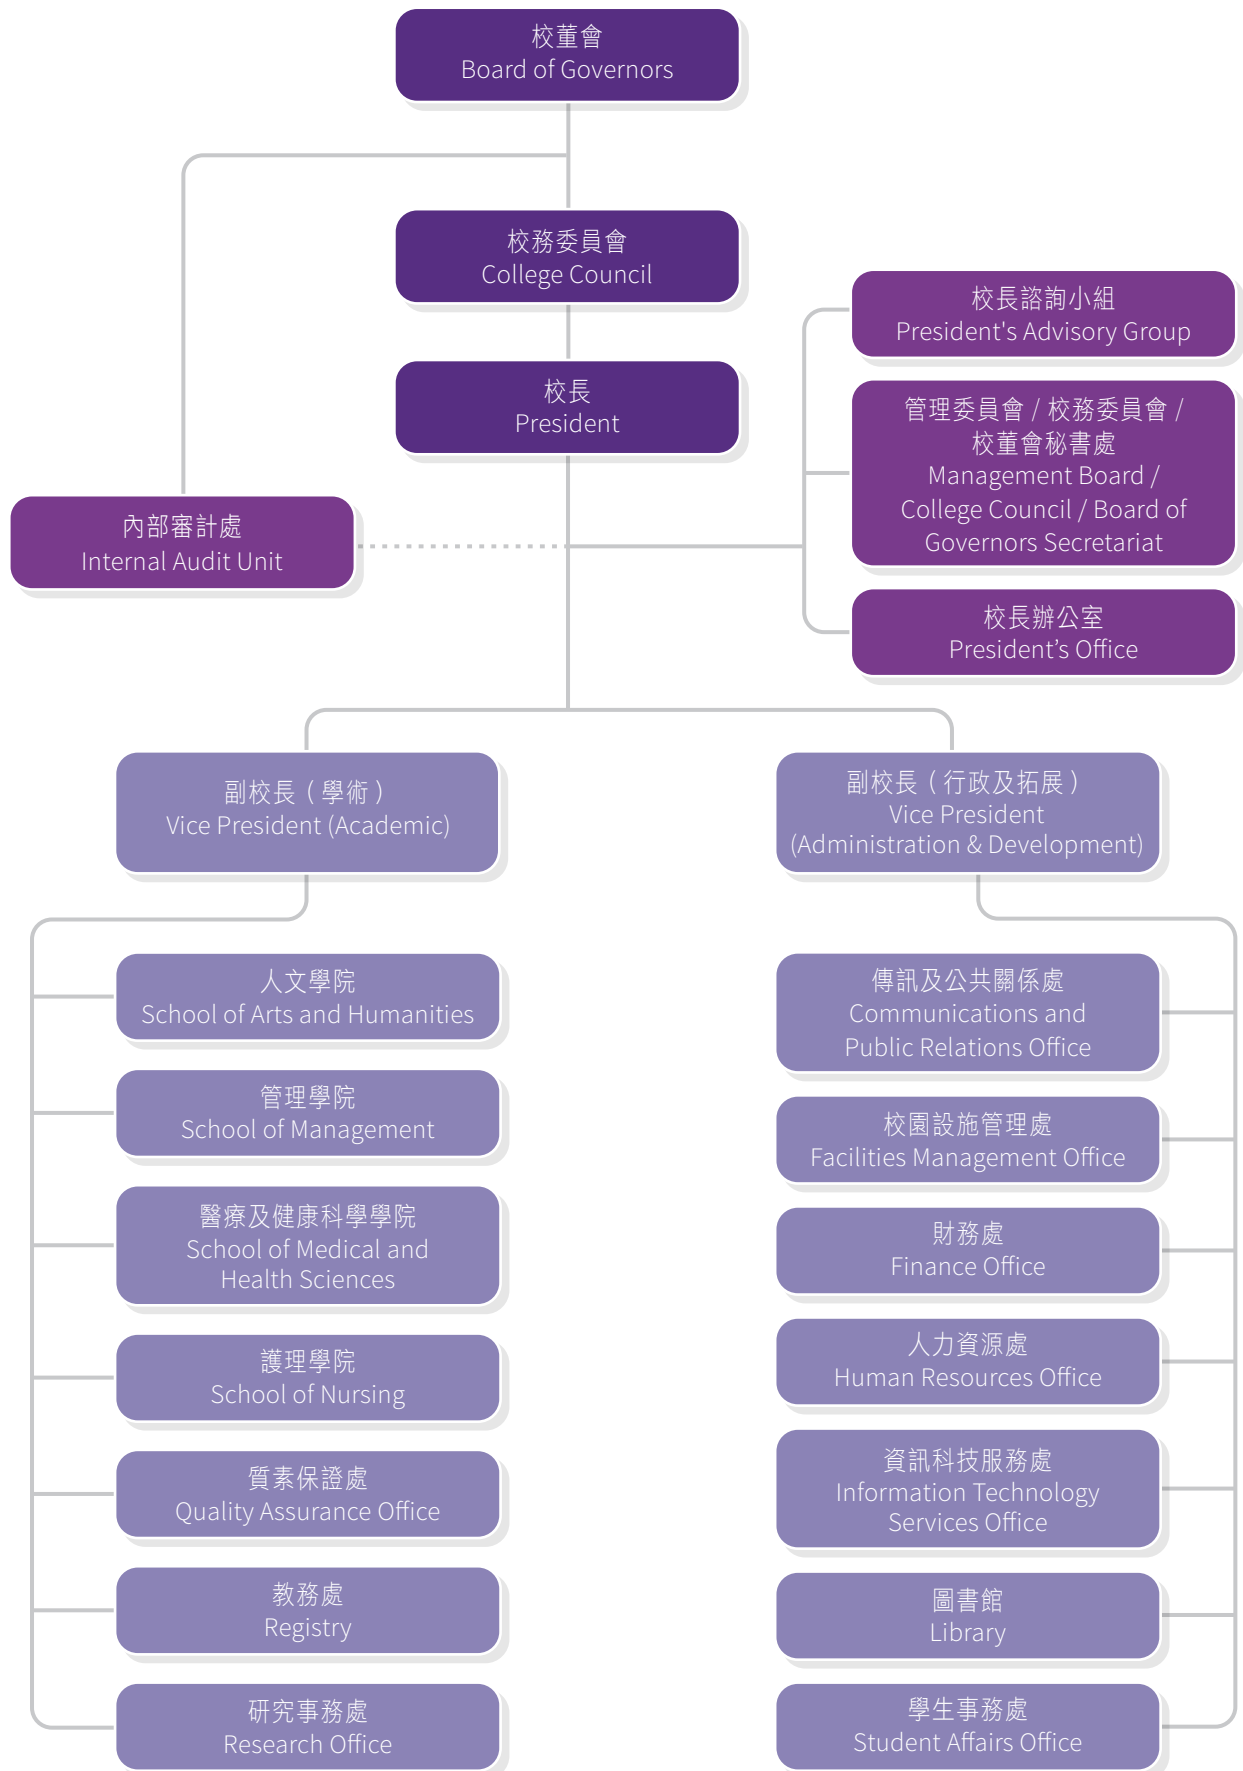 校董會
Board of Governors
校務委員會
College Council
校長
President
校長諮詢小組
President's Advisory Group
管理委員會 / 校務委員會 /
校董會秘書處
Management Board /
College Council / Board of
Governors Secretariat
內部審計處
Internal Audit Unit
校長辦公室
President’s Office
副校長（學術）
Vice President (Academic)
副校長（行政及拓展）
Vice President
(Administration & Development)
人文學院
School of Arts and Humanities
管理學院
School of Management
醫療及健康科學學院
School of Medical and
Health Sciences
護理學院
School of Nursing
質素保證處
Quality Assurance Office
教務處
Registry
研究事務處
Research Office
傳訊及公共關係處
Communications and
Public Relations Office
校園設施管理處
Facilities Management Office
財務處
Finance Office
人力資源處
Human Resources Office
資訊科技服務處
Information Technology
Services Office
圖書館
Library
學生事務處
Student Affairs Office